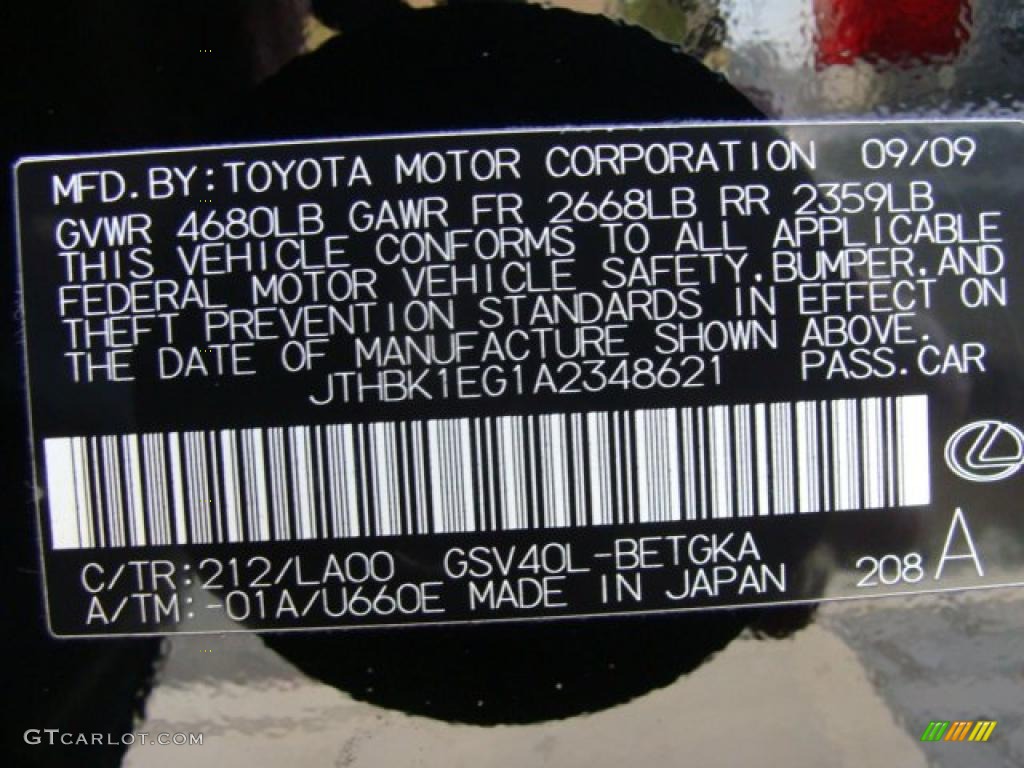 MFD.BY:TOYOTA MOTOR CORPORATION 09/09
GVWR 4680LB GAWR FR 2668LB RR 2359LB
THIS VEHICLE CONFORMS TO ALL APPLICABLE
FEDERAL MOTOR VEHICLE SAFETY,BUMPER,AND
THEFT PREVENTION STANDARDS IN EFFECT ON
THE DATE OF MANUFACTURE SHOWN ABOVE.
JTHBK1EG1A2348621 PASS.CAR
C/TR:212/LA00 GSV40L-BETGKA
A/TM:-01A/U660E MADE IN JAPAN 208 A
GTCARLOT.COM